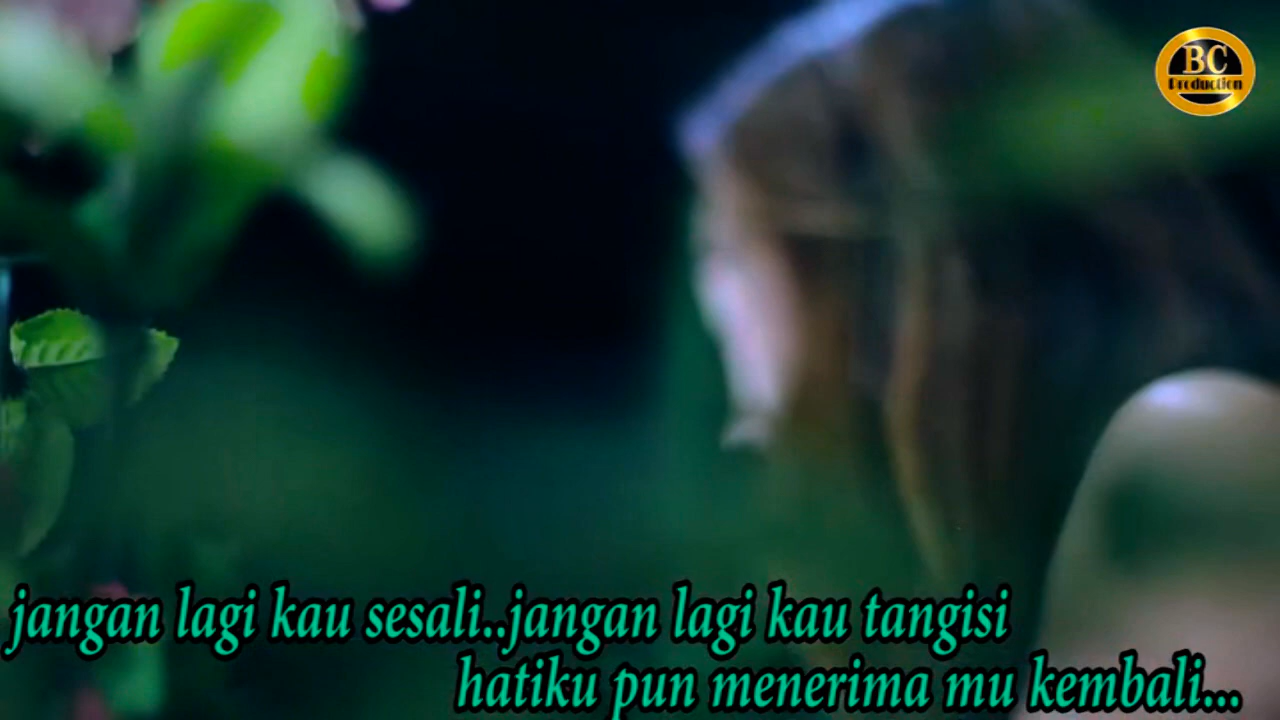 BC
Production
jangan lagi kau sesali..jangan lagi kau tangisi
hatiku pun menerima mu kembali...